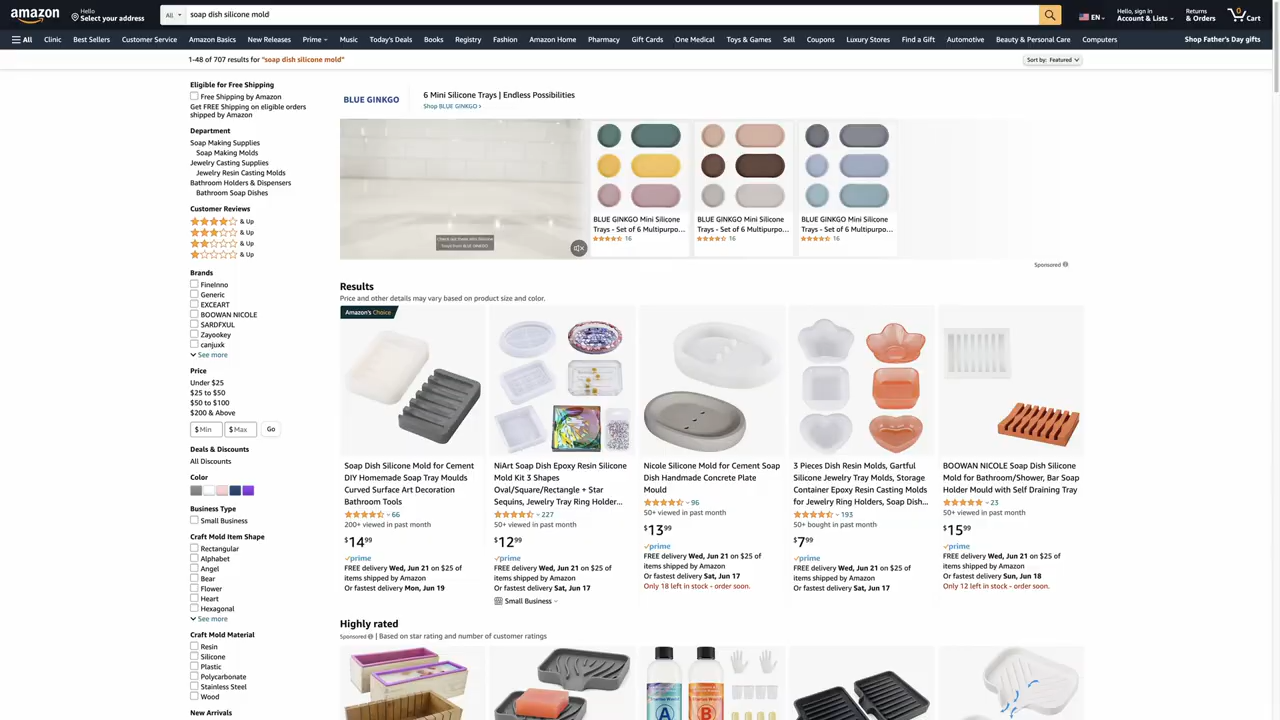 amazon
Hello
Select your address
All
soap dish silicone mold
EN
Hello, sign in
Account & Lists
Returns
& Orders
0
Cart
All
Clinic
Best Sellers
Customer Service
Amazon Basics
New Releases
Prime
Music
Today's Deals
Books
Registry
Fashion
Amazon Home
Pharmacy
Gift Cards
One Medical
Toys & Games
Sell
Coupons
Luxury Stores
Find a Gift
Automotive
Beauty & Personal Care
Computers
Shop Father's Day gifts
1-48 of 707 results for "soap dish silicone mold"
Sort by: Featured
Eligible for Free Shipping
Free Shipping by Amazon
Get FREE Shipping on eligible orders
shipped by Amazon
Department
Soap Making Supplies
Soap Making Molds
Jewelry Casting Supplies
Jewelry Resin Casting Molds
Bathroom Holders & Dispensers
Bathroom Soap Dishes
Customer Reviews
& Up
& Up
& Up
& Up
Brands
FineInno
Generic
EXCEART
BOOWAN NICOLE
SARDFXUL
Zayookey
canjuxk
See more
Price
Under $25
$25 to $50
$50 to $100
$200 & Above
$ Min
$ Max
Go
Deals & Discounts
All Discounts
Color
Business Type
Small Business
Craft Mold Item Shape
Rectangular
Alphabet
Angel
Bear
Flower
Heart
Hexagonal
See more
Craft Mold Material
Resin
Silicone
Plastic
Polycarbonate
Stainless Steel
Wood
New Arrivals
BLUE GINKGO
6 Mini Silicone Trays | Endless Possibilities
Shop BLUE GINKGO ›
BLUE GINKGO Mini Silicone
Trays - Set of 6 Multipurpo...
16
BLUE GINKGO Mini Silicone
Trays - Set of 6 Multipurpo...
16
BLUE GINKGO Mini Silicone
Trays - Set of 6 Multipurpo...
16
Sponsored
Results
Price and other details may vary based on product size and color.
Amazon's Choice
Soap Dish Silicone Mold for Cement
DIY Homemade Soap Tray Moulds
Curved Surface Art Decoration
Bathroom Tools
66
200+ viewed in past month
$14 99
prime
FREE delivery Wed, Jun 21 on $25 of
items shipped by Amazon
Or fastest delivery Mon, Jun 19
NiArt Soap Dish Epoxy Resin Silicone
Mold Kit 3 Shapes
Oval/Square/Rectangle + Star
Sequins, Jewelry Tray Ring Holder...
227
50+ viewed in past month
$12 99
prime
FREE delivery Wed, Jun 21 on $25 of
items shipped by Amazon
Or fastest delivery Sat, Jun 17
Small Business
Nicole Silicone Mold for Cement Soap
Dish Handmade Concrete Plate
Mould
96
50+ viewed in past month
$13 99
prime
FREE delivery Wed, Jun 21 on $25 of
items shipped by Amazon
Or fastest delivery Sat, Jun 17
Only 18 left in stock - order soon.
3 Pieces Dish Resin Molds, Gartful
Silicone Jewelry Tray Molds, Storage
Container Epoxy Resin Casting Molds
for Jewelry Ring Holders, Soap Dish...
193
50+ bought in past month
$7 99
prime
FREE delivery Wed, Jun 21 on $25 of
items shipped by Amazon
Or fastest delivery Sat, Jun 17
BOOWAN NICOLE Soap Dish Silicone
Mold for Bathroom/Shower, Bar Soap
Holder Mould with Self Draining Tray
23
50+ viewed in past month
$15 99
prime
FREE delivery Wed, Jun 21 on $25 of
items shipped by Amazon
Or fastest delivery Sun, Jun 18
Only 12 left in stock - order soon.
Highly rated
Sponsored | Based on star rating and number of customer ratings
A
B